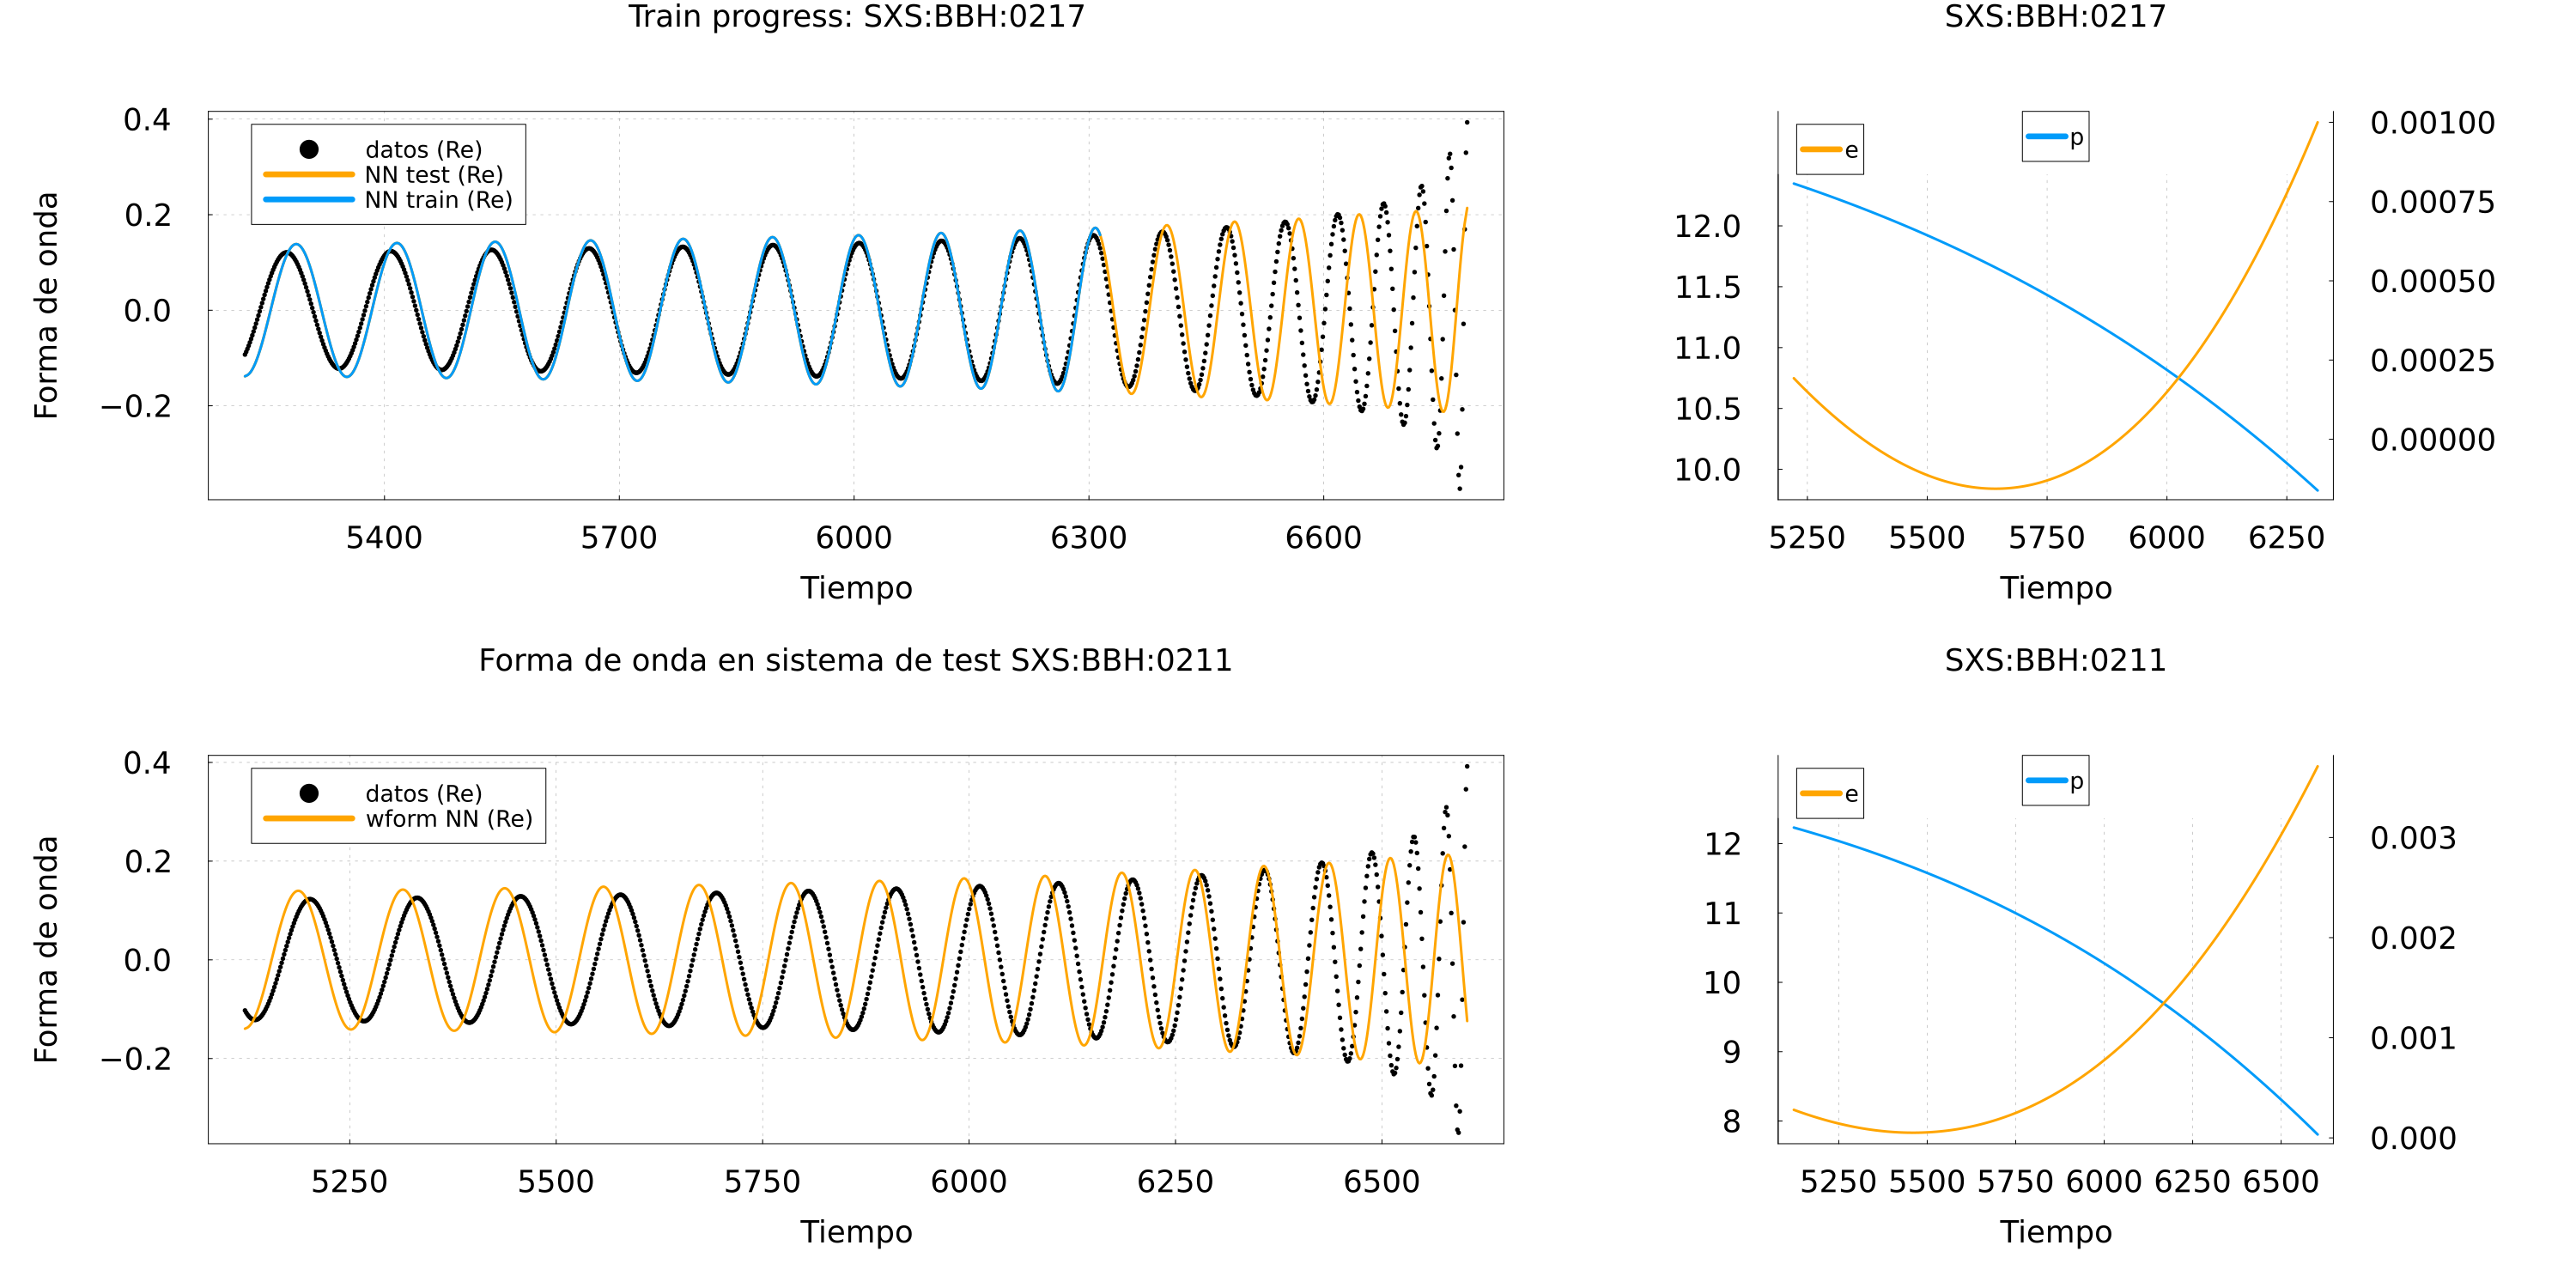 Train progress: SXS:BBH:0217
Forma de onda
0.4
0.2
0.0
−0.2
datos (Re)
NN test (Re)
NN train (Re)
5400 5700 6000 6300 6600
Tiempo
SXS:BBH:0217
e
p
12.0
11.5
11.0
10.5
10.0
0.00100
0.00075
0.00050
0.00025
0.00000
5250 5500 5750 6000 6250
Tiempo
Forma de onda en sistema de test SXS:BBH:0211
Forma de onda
0.4
0.2
0.0
−0.2
datos (Re)
wform NN (Re)
5250 5500 5750 6000 6250 6500
Tiempo
SXS:BBH:0211
e
p
12
11
10
9
8
0.003
0.002
0.001
0.000
5250 5500 5750 6000 6250 6500
Tiempo